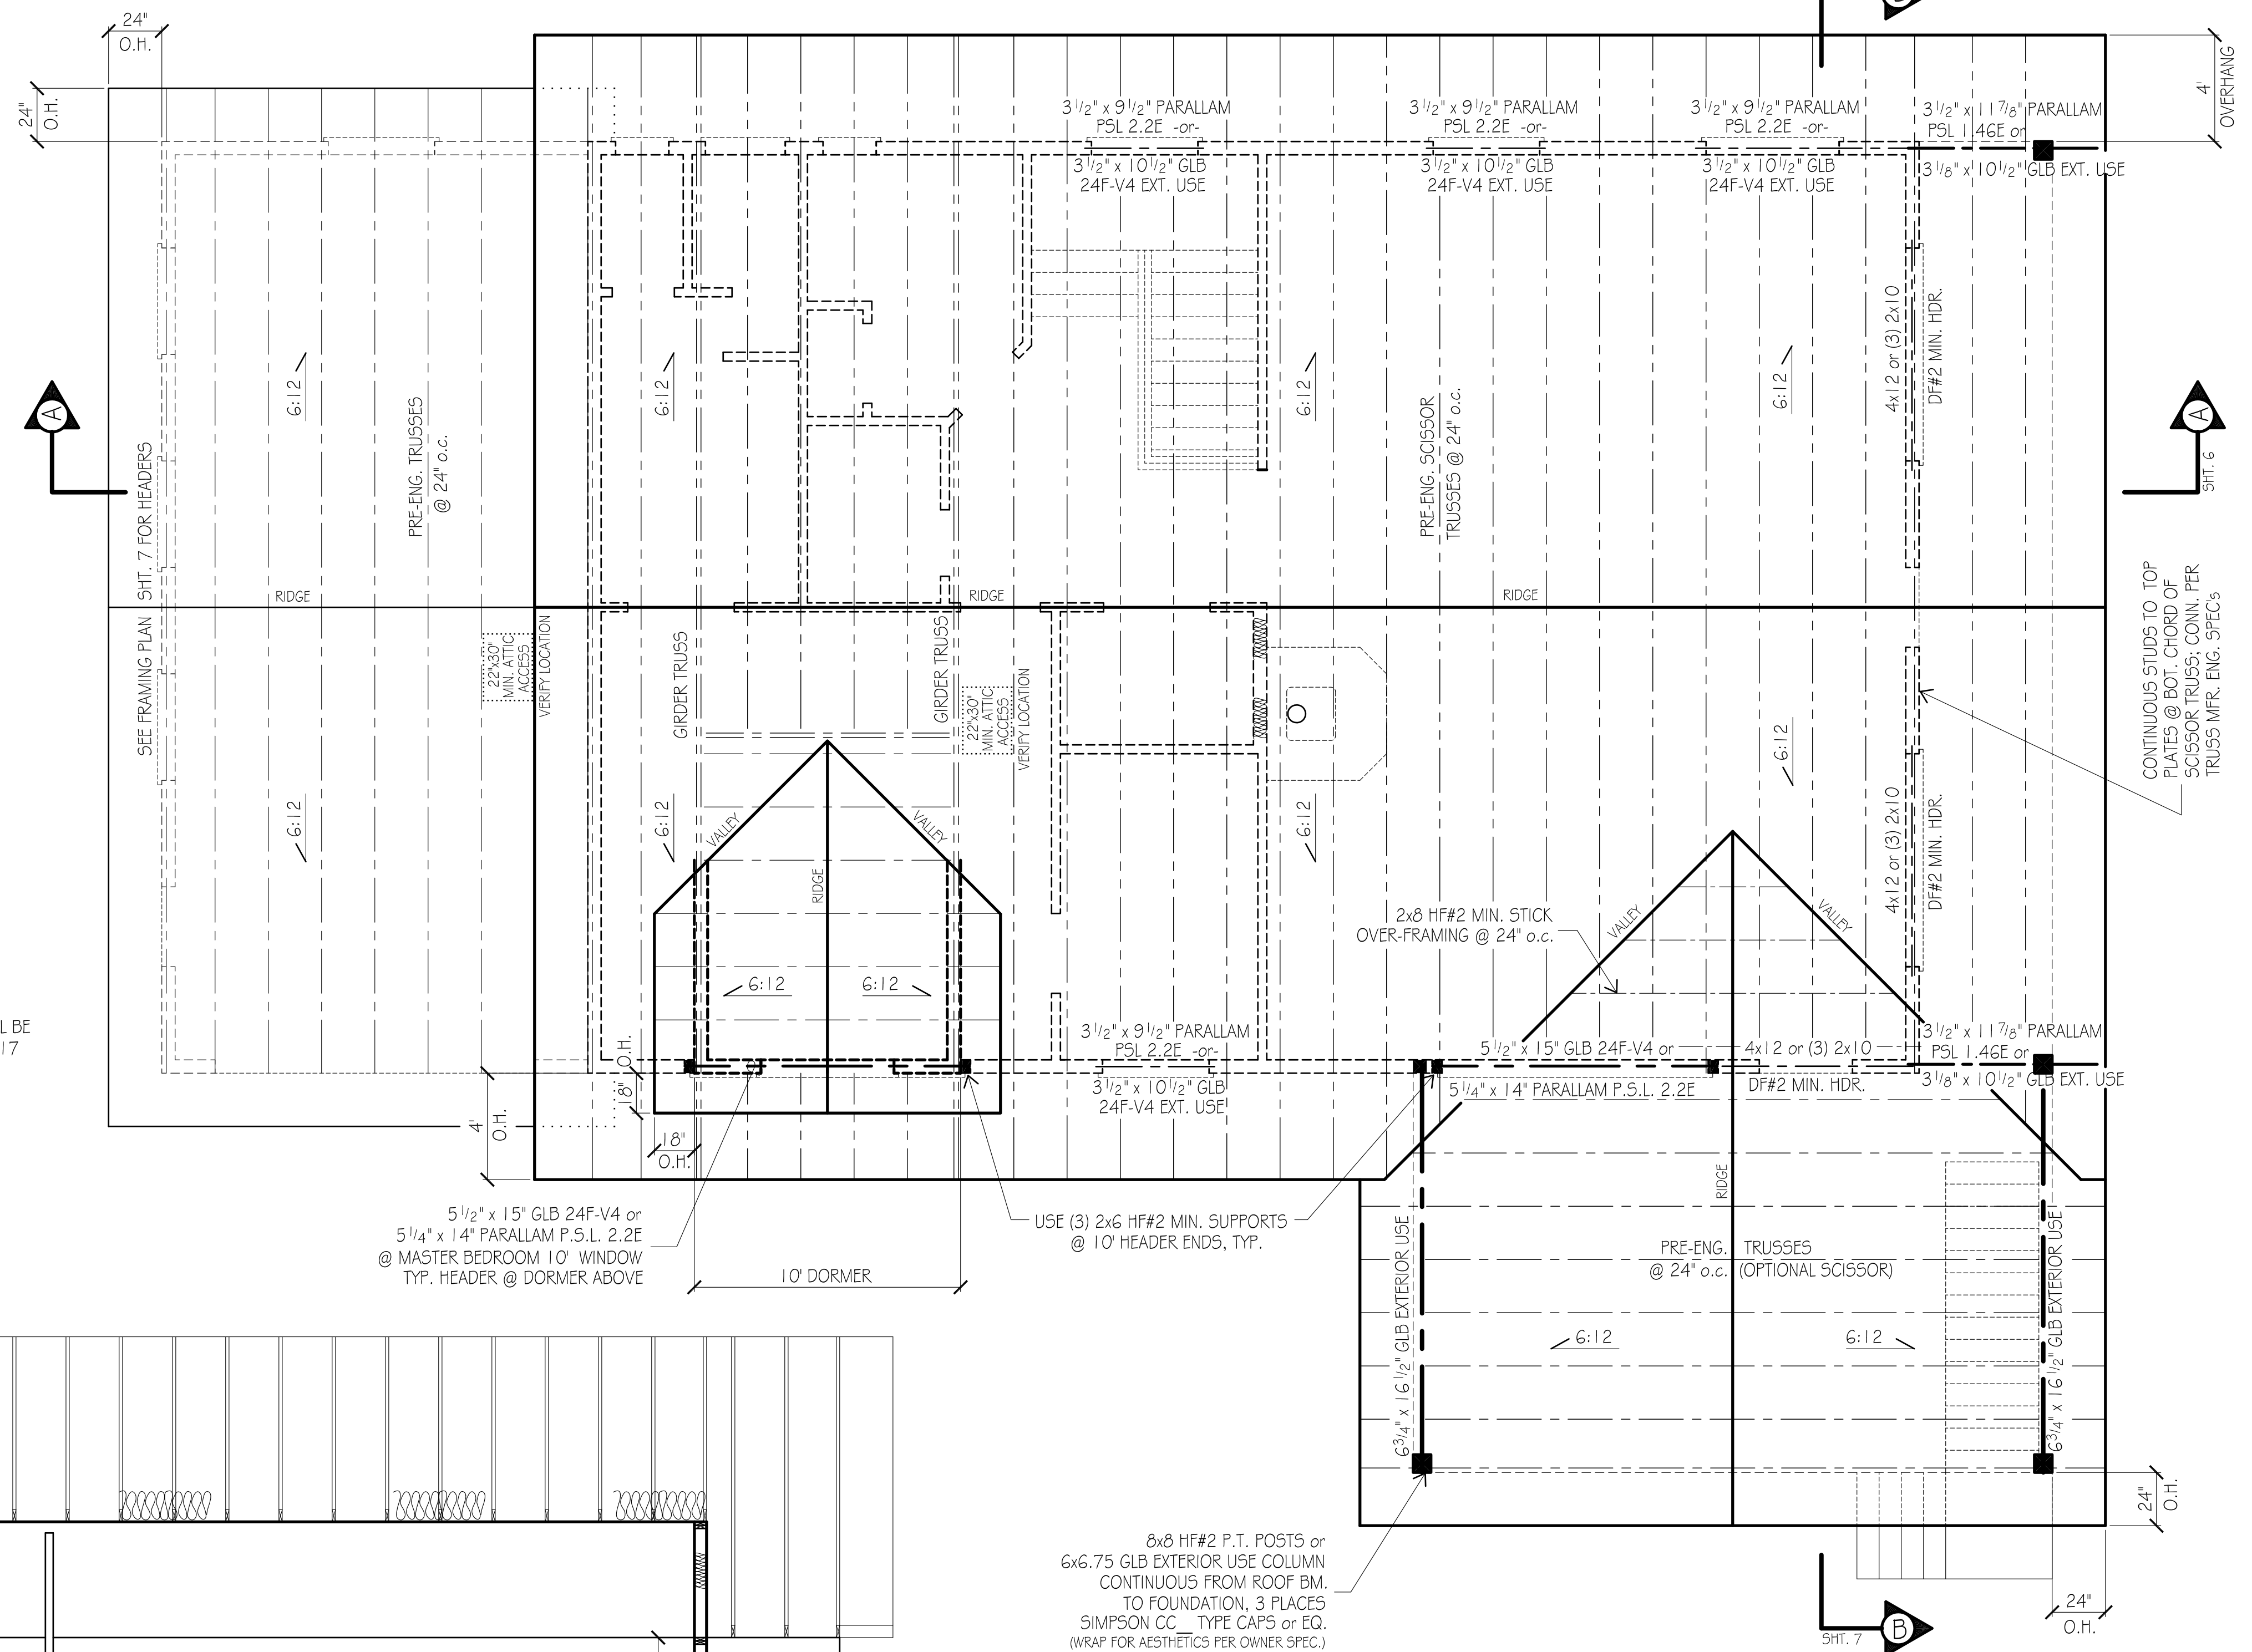 24"
O.H.
24"
O.H.
4'
OVERHANG
3 1/2" x 9 1/2" PARALLAM
PSL 2.2E -or-
3 1/2" x 10 1/2" GLB
24F-V4 EXT. USE
3 1/2" x 9 1/2" PARALLAM
PSL 2.2E -or-
3 1/2" x 10 1/2" GLB
24F-V4 EXT. USE
3 1/2" x 9 1/2" PARALLAM
PSL 2.2E -or-
3 1/2" x 10 1/2" GLB
24F-V4 EXT. USE
3 1/2" x 11 7/8" PARALLAM
PSL 1.46E or
3 1/8" x 10 1/2" GLB EXT. USE
A
6:12
PRE-ENG. TRUSSES
@ 24" o.c.
6:12
6:12
PRE-ENG. SCISSOR
TRUSSES @ 24" o.c.
6:12
4x12 or (3) 2x10
DF#2 MIN. HDR.
A
SHT. 6
SEE FRAMING PLAN SHT. 7 FOR HEADERS
RIDGE
RIDGE
RIDGE
22"x30"
MIN. ATTIC
ACCESS
VERIFY LOCATION
GIRDER TRUSS
GIRDER TRUSS
22"x30"
MIN. ATTIC
ACCESS
VERIFY LOCATION
CONTINUOUS STUDS TO TOP
PLATES @ BOT. CHORD OF
SCISSOR TRUSS; CONN. PER
TRUSS MFR. ENG. SPEC's
6:12
6:12
6:12
6:12
VALLEY
VALLEY
RIDGE
6:12
6:12
4x12 or (3) 2x10
DF#2 MIN. HDR.
2x8 HF#2 MIN. STICK
OVER-FRAMING @ 24" o.c.
VALLEY
VALLEY
L BE
17
18" O.H.
3 1/2" x 9 1/2" PARALLAM
PSL 2.2E -or-
3 1/2" x 10 1/2" GLB
24F-V4 EXT. USE
5 1/2" x 15" GLB 24F-V4 or
5 1/4" x 14" PARALLAM P.S.L. 2.2E
4x12 or (3) 2x10
DF#2 MIN. HDR.
3 1/2" x 11 7/8" PARALLAM
PSL 1.46E or
3 1/8" x 10 1/2" GLB EXT. USE
4'
O.H.
18"
O.H.
5 1/2" x 15" GLB 24F-V4 or
5 1/4" x 14" PARALLAM P.S.L. 2.2E
@ MASTER BEDROOM 10' WINDOW
TYP. HEADER @ DORMER ABOVE
10' DORMER
USE (3) 2x6 HF#2 MIN. SUPPORTS
@ 10' HEADER ENDS, TYP.
RIDGE
6 3/4" x 16 1/2" GLB EXTERIOR USE
PRE-ENG. TRUSSES
@ 24" o.c. (OPTIONAL SCISSOR)
6 3/4" x 16 1/2" GLB EXTERIOR USE
6:12
6:12
24"
O.H.
8x8 HF#2 P.T. POSTS or
6x6.75 GLB EXTERIOR USE COLUMN
CONTINUOUS FROM ROOF BM.
TO FOUNDATION, 3 PLACES
SIMPSON CC__ TYPE CAPS or EQ.
(WRAP FOR AESTHETICS PER OWNER SPEC.)
SHT. 7
B
24"
O.H.